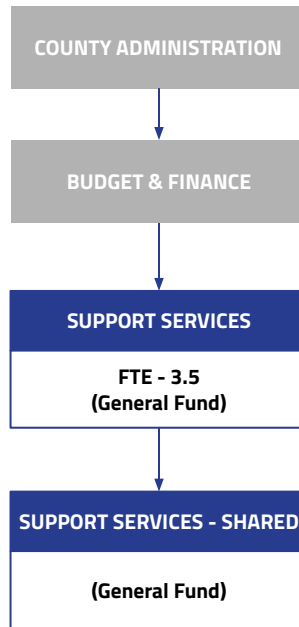 COUNTY ADMINISTRATION
BUDGET & FINANCE
SUPPORT SERVICES
FTE - 3.5
(General Fund)
SUPPORT SERVICES - SHARED
(General Fund)